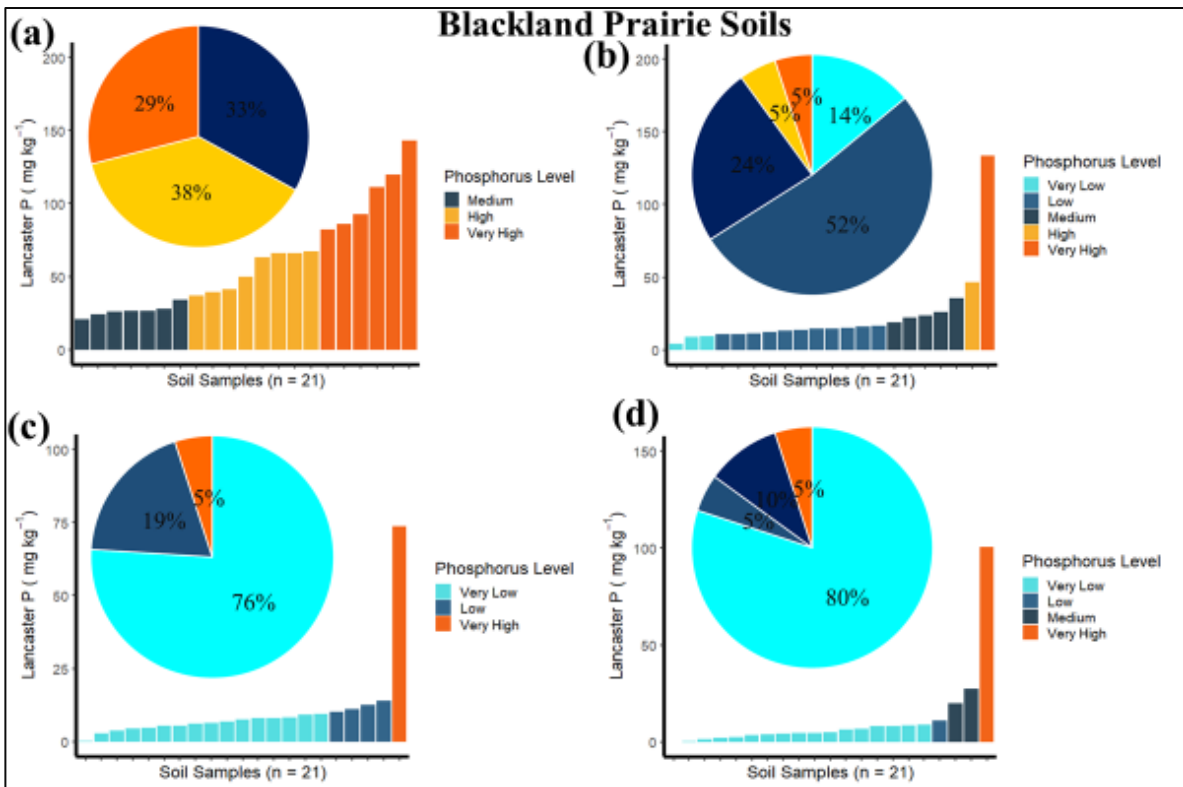 Blackland Prairie Soils
(a)
200
150
100
50
0
Lancaster P ( mg kg⁻¹)
29%
33%
38%
Phosphorus Level
Medium
High
Very High
Soil Samples (n = 21)
(b)
200
150
100
50
0
Lancaster P ( mg kg⁻¹)
5%
5%
14%
24%
52%
Phosphorus Level
Very Low
Low
Medium
High
Very High
Soil Samples (n = 21)
(c)
100
75
50
25
0
Lancaster P ( mg kg⁻¹)
5%
19%
76%
Phosphorus Level
Very Low
Low
Very High
Soil Samples (n = 21)
(d)
150
100
50
0
Lancaster P ( mg kg⁻¹)
10%
5%
5%
80%
Phosphorus Level
Very Low
Low
Medium
Very High
Soil Samples (n = 21)